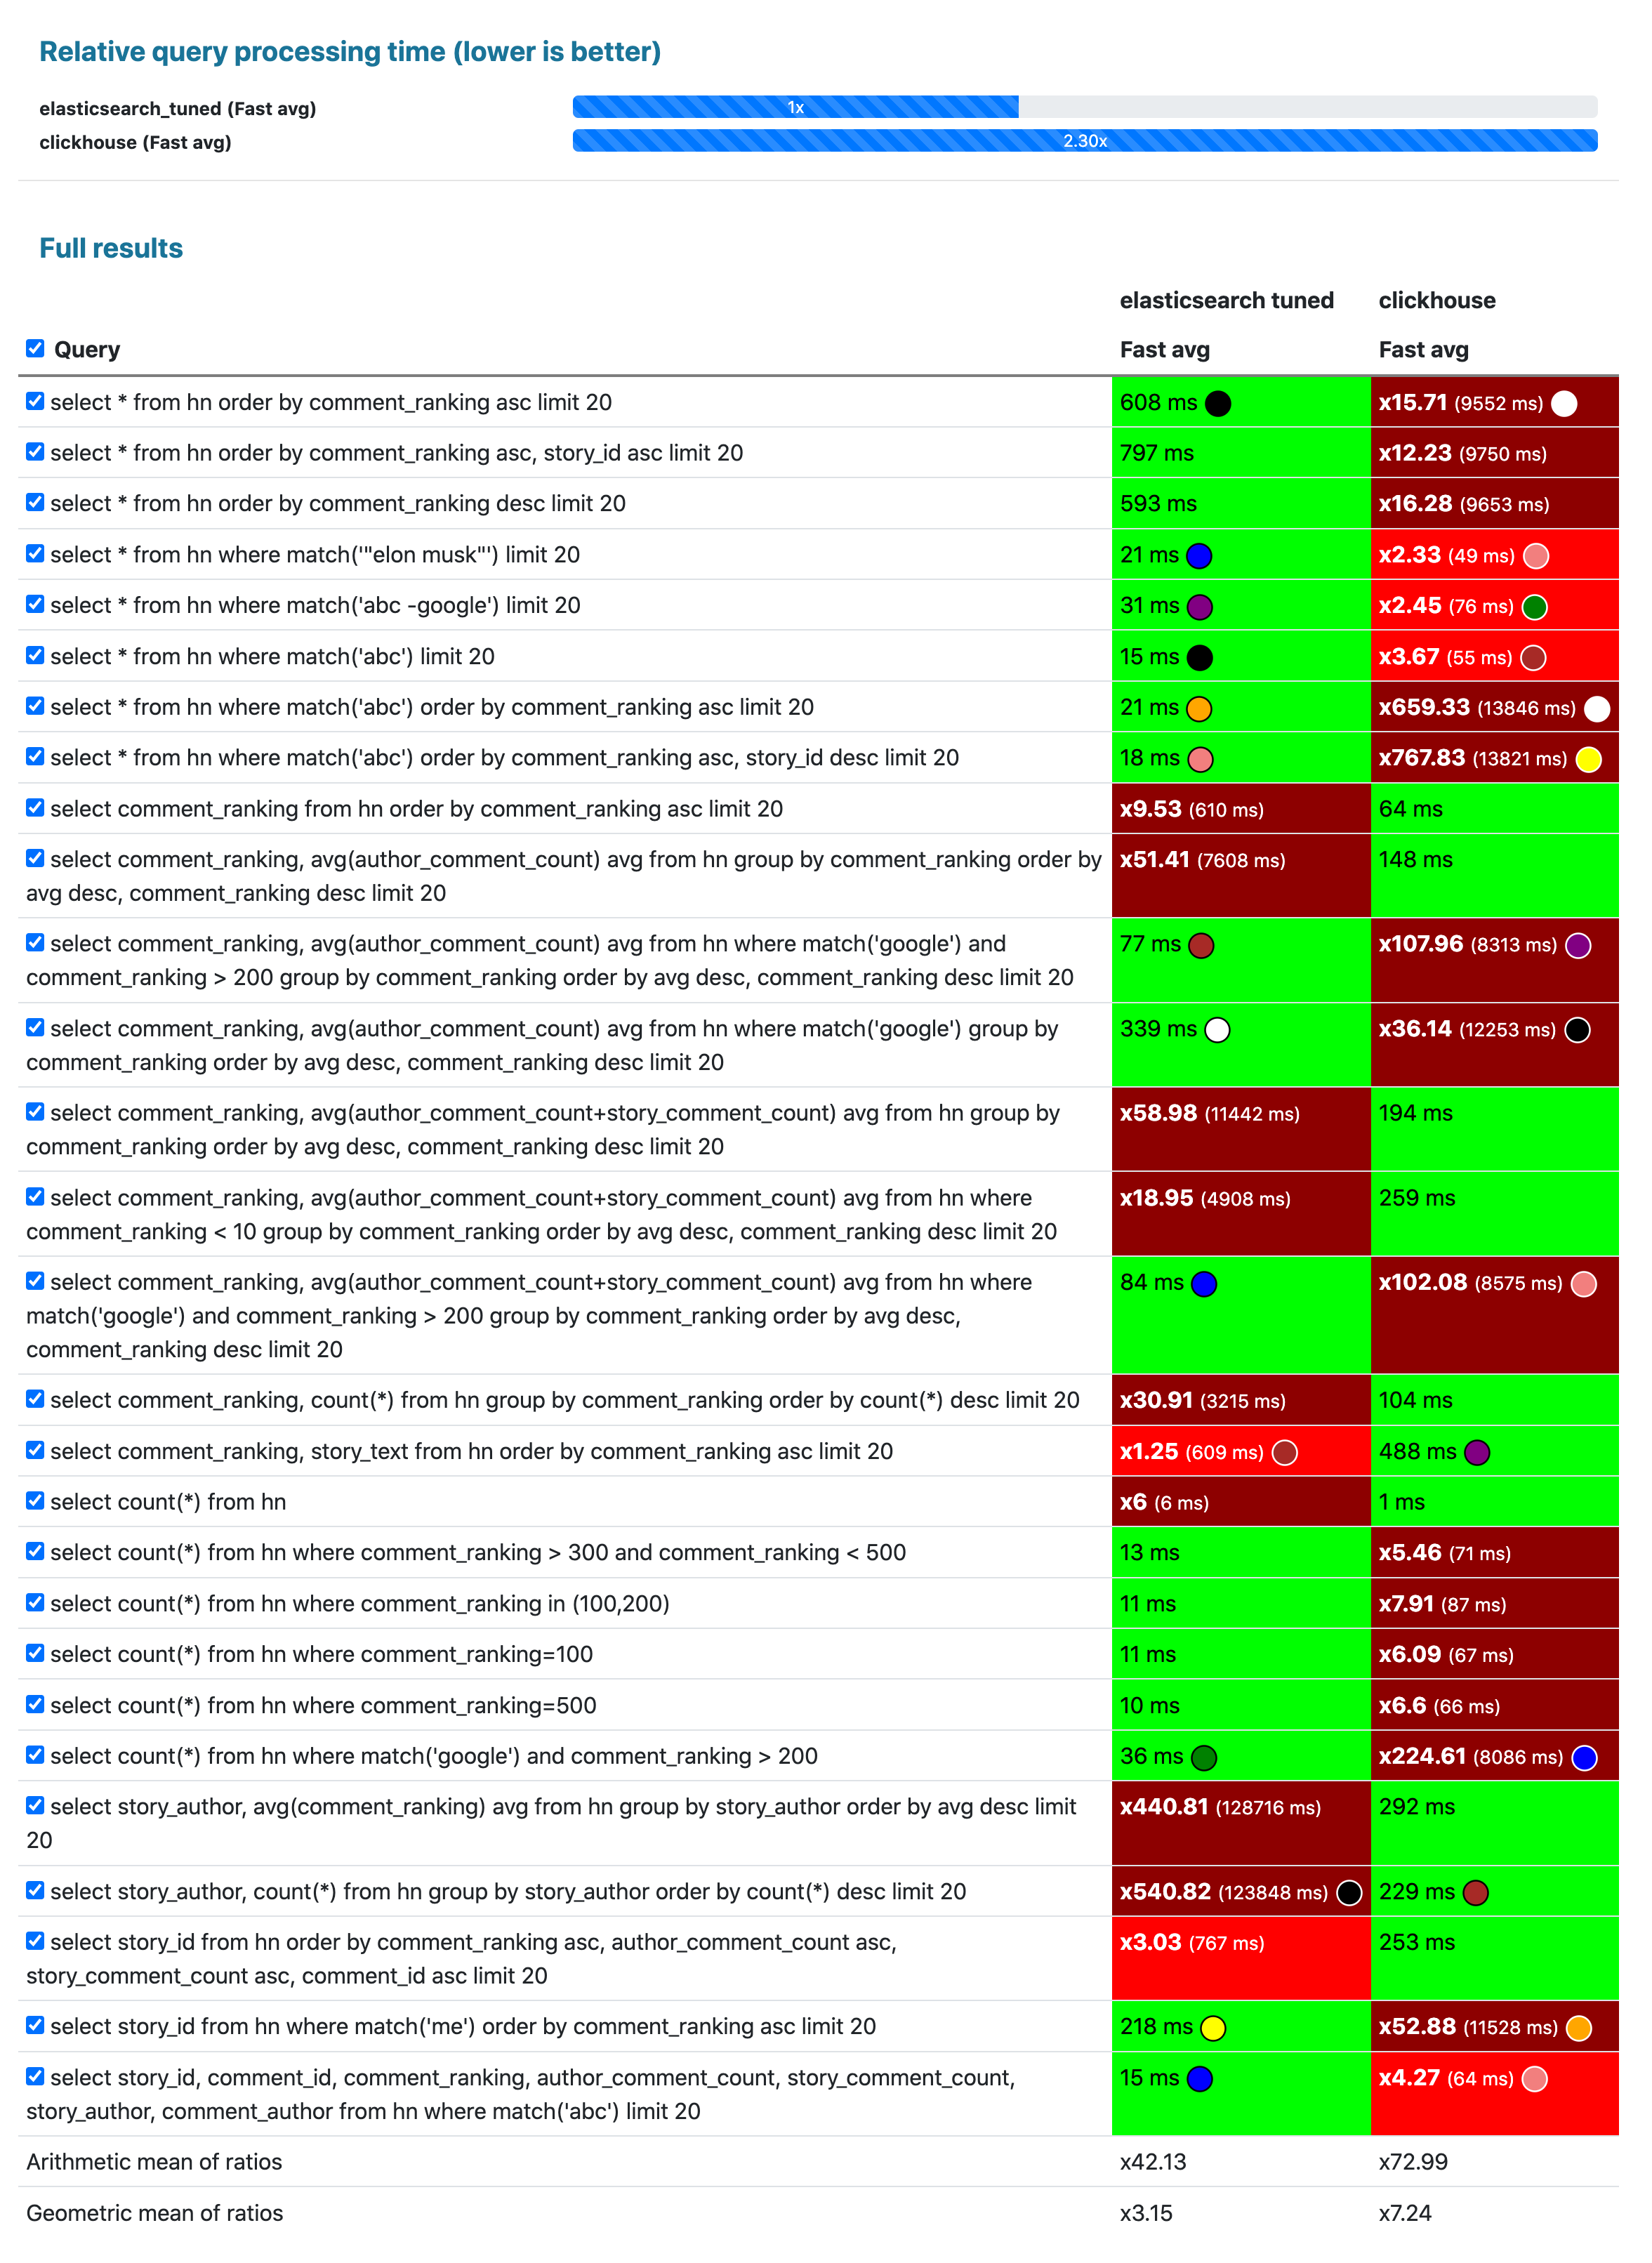 Relative query processing time (lower is better)
elasticsearch_tuned (Fast avg)
1x
clickhouse (Fast avg)
2.30x
Full results
elasticsearch tuned clickhouse
Query Fast avg Fast avg
select * from hn order by comment_ranking asc limit 20 608 ms x15.71 (9552 ms)
select * from hn order by comment_ranking asc, story_id asc limit 20 797 ms x12.23 (9750 ms)
select * from hn order by comment_ranking desc limit 20 593 ms x16.28 (9653 ms)
select * from hn where match('"elon musk"') limit 20 21 ms x2.33 (49 ms)
select * from hn where match('abc -google') limit 20 31 ms x2.45 (76 ms)
select * from hn where match('abc') limit 20 15 ms x3.67 (55 ms)
select * from hn where match('abc') order by comment_ranking asc limit 20 21 ms x659.33 (13846 ms)
select * from hn where match('abc') order by comment_ranking asc, story_id desc limit 20 18 ms x767.83 (13821 ms)
select comment_ranking from hn order by comment_ranking asc limit 20 x9.53 (610 ms) 64 ms
select comment_ranking, avg(author_comment_count) avg from hn group by comment_ranking order by x51.41 (7608 ms) 148 ms
avg desc, comment_ranking desc limit 20
select comment_ranking, avg(author_comment_count) avg from hn where match('google') and 77 ms x107.96 (8313 ms)
comment_ranking > 200 group by comment_ranking order by avg desc, comment_ranking desc limit 20
select comment_ranking, avg(author_comment_count) avg from hn where match('google') group by 339 ms x36.14 (12253 ms)
comment_ranking order by avg desc, comment_ranking desc limit 20
select comment_ranking, avg(author_comment_count+story_comment_count) avg from hn group by x58.98 (11442 ms) 194 ms
comment_ranking order by avg desc, comment_ranking desc limit 20
select comment_ranking, avg(author_comment_count+story_comment_count) avg from hn where x18.95 (4908 ms) 259 ms
comment_ranking < 10 group by comment_ranking order by avg desc, comment_ranking desc limit 20
select comment_ranking, avg(author_comment_count+story_comment_count) avg from hn where 84 ms x102.08 (8575 ms)
match('google') and comment_ranking > 200 group by comment_ranking order by avg desc,
comment_ranking desc limit 20
select comment_ranking, count(*) from hn group by comment_ranking order by count(*) desc limit 20 x30.91 (3215 ms) 104 ms
select comment_ranking, story_text from hn order by comment_ranking asc limit 20 x1.25 (609 ms) 488 ms
select count(*) from hn x6 (6 ms) 1 ms
select count(*) from hn where comment_ranking > 300 and comment_ranking < 500 13 ms x5.46 (71 ms)
select count(*) from hn where comment_ranking in (100,200) 11 ms x7.91 (87 ms)
select count(*) from hn where comment_ranking=100 11 ms x6.09 (67 ms)
select count(*) from hn where comment_ranking=500 10 ms x6.6 (66 ms)
select count(*) from hn where match('google') and comment_ranking > 200 36 ms x224.61 (8086 ms)
select story_author, avg(comment_ranking) avg from hn group by story_author order by avg desc limit x440.81 (128716 ms) 292 ms
20
select story_author, count(*) from hn group by story_author order by count(*) desc limit 20 x540.82 (123848 ms) 229 ms
select story_id from hn order by comment_ranking asc, author_comment_count asc, x3.03 (767 ms) 253 ms
story_comment_count asc, comment_id asc limit 20
select story_id from hn where match('me') order by comment_ranking asc limit 20 218 ms x52.88 (11528 ms)
select story_id, comment_id, comment_ranking, author_comment_count, story_comment_count, 15 ms x4.27 (64 ms)
story_author, comment_author from hn where match('abc') limit 20
Arithmetic mean of ratios x42.13 x72.99
Geometric mean of ratios x3.15 x7.24